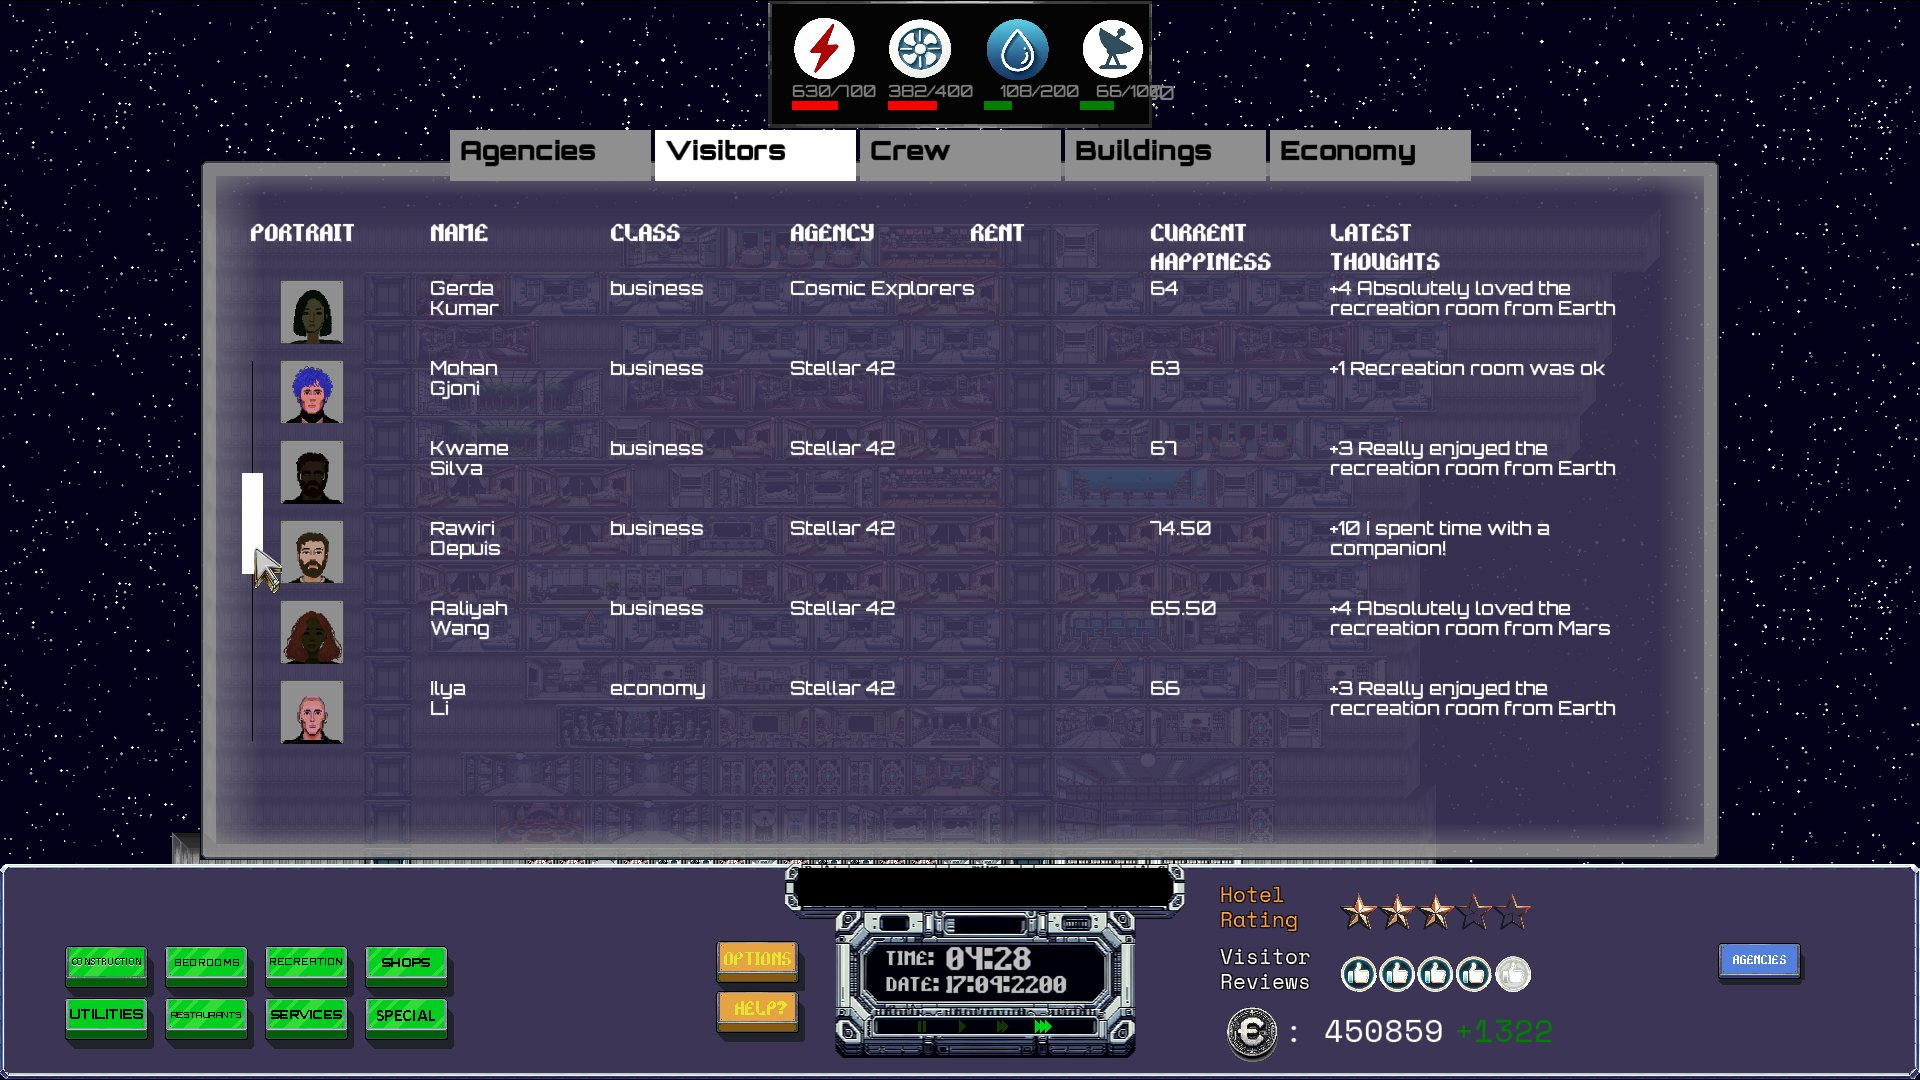 630/700 382/400 108/200 66/100
Agencies Visitors Crew Buildings Economy
PORTRAIT NAME CLASS AGENCY RENT CURRENT HAPPINESS LATEST THOUGHTS
Gerda Kumar business Cosmic Explorers 64 +4 Absolutely loved the recreation room from Earth
Mohan Gjoni business Stellar 42 63 +1 Recreation room was ok
Kwame Silva business Stellar 42 67 +3 Really enjoyed the recreation room from Earth
Rawiri Depuis business Stellar 42 74.50 +10 I spent time with a companion!
Aaliyah Wang business Stellar 42 65.50 +4 Absolutely loved the recreation room from Mars
Ilya Li economy Stellar 42 66 +3 Really enjoyed the recreation room from Earth
CONSTRUCTION BEDROOMS RECREATION SHOPS
UTILITIES RESTAURANTS SERVICES SPECIAL
OPTIONS
HELP?
TIME: 04:28
DATE: 17:09:2200
Hotel Rating
Visitor Reviews
€ : 450859 +1322
AGENCIES